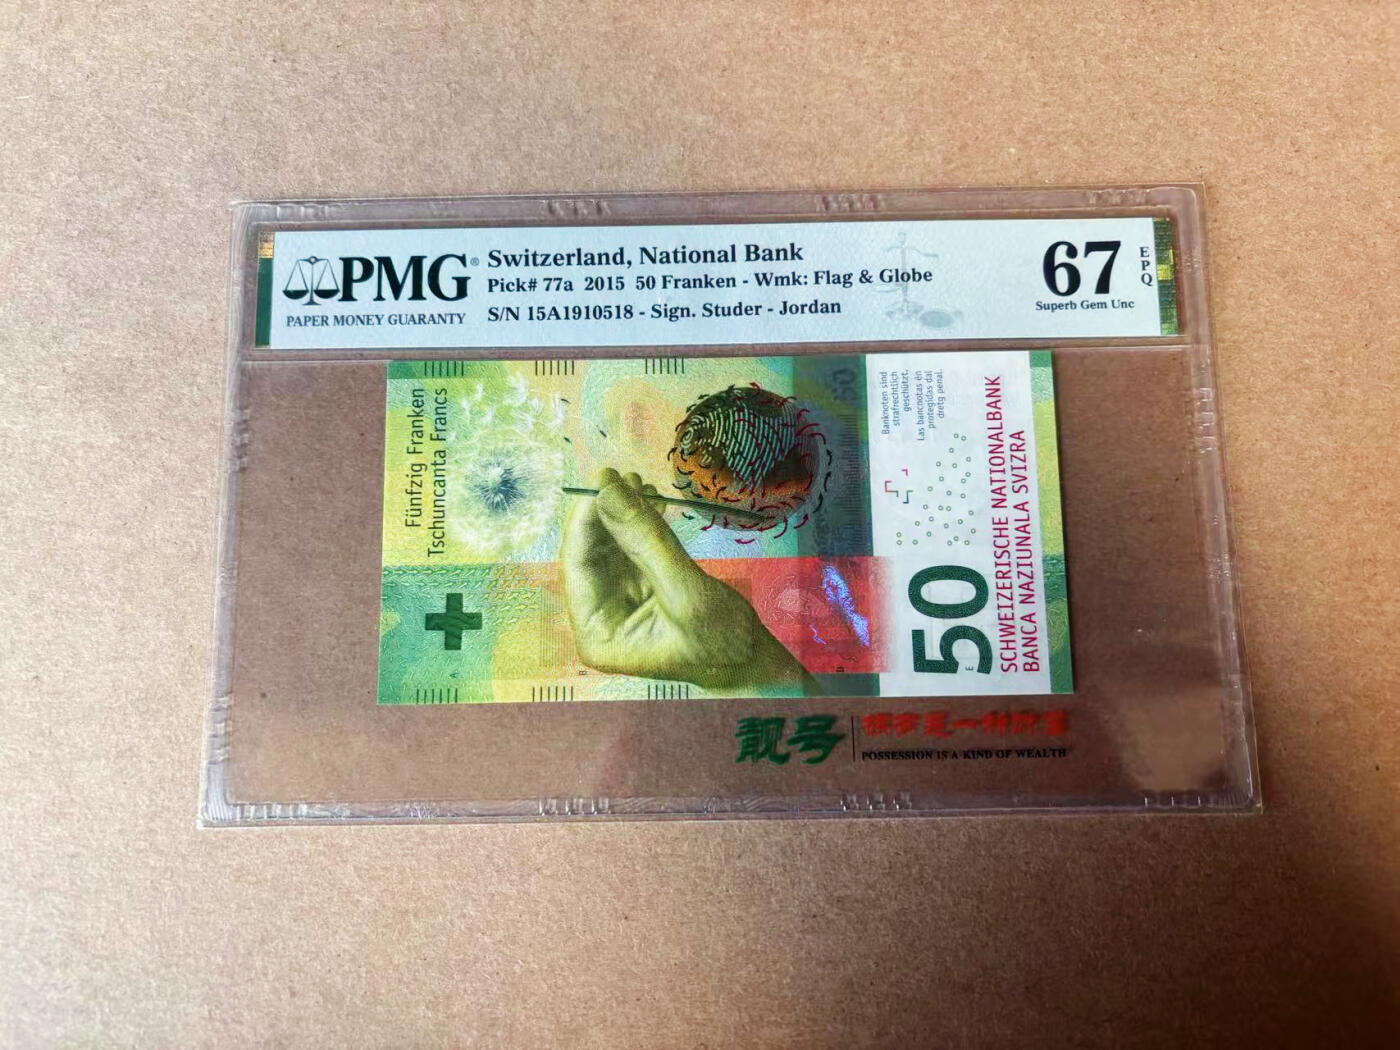 PMG®
PAPER MONEY GUARANTY
Switzerland, National Bank
Pick# 77a 2015 50 Franken - Wmk: Flag & Globe
S/N 15A1910518 - Sign. Studer - Jordan
67
EPQ
Superb Gem Unc
Fünfzig Franken
Tschuncanta Francs
50
Banknoten sind
strafrechtlich
geschützt.
Las bancnotas èn
protegidas dal
dretg penal.
50
E
SCHWEIZERISCHE NATIONALBANK
BANCA NAZIUNALA SVIZRA
A
B
D
靓号
POSSESSION IS A KIND OF WEALTH